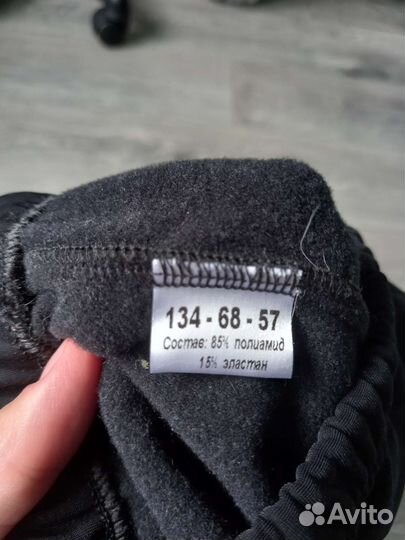 134 - 68 - 57
Состав: 85% полиамид
15% эластан
Avito